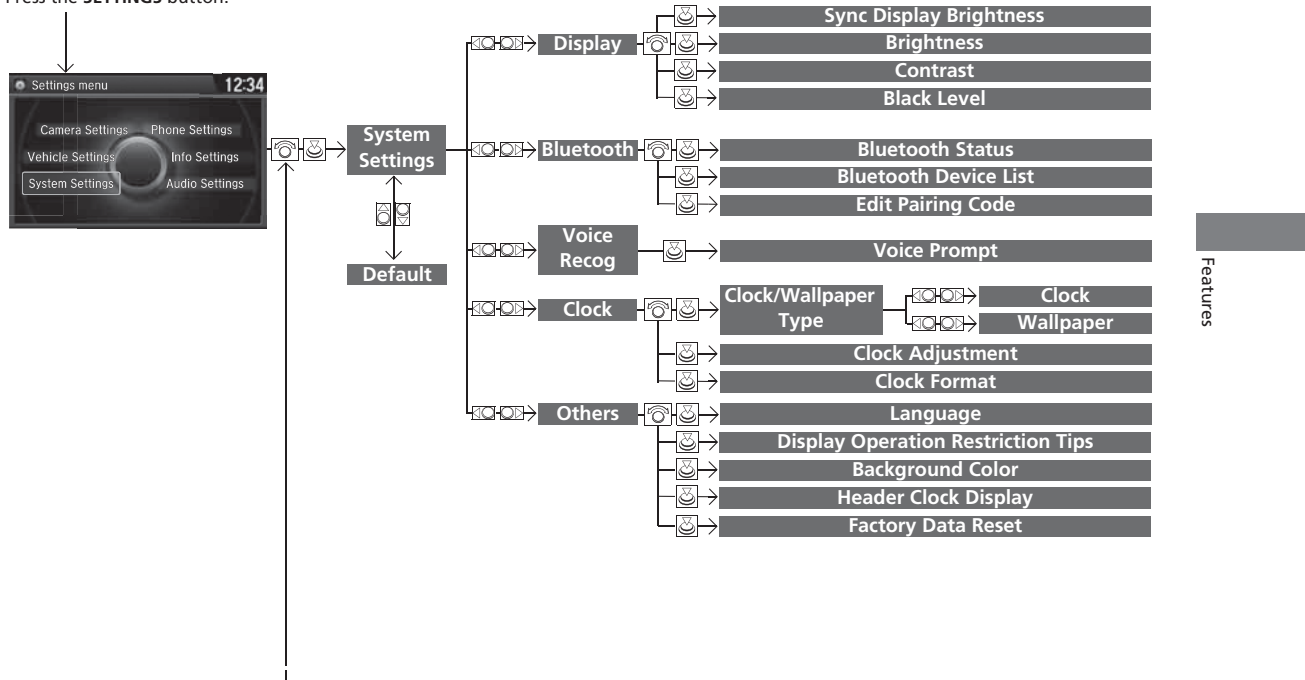 Press the SETTINGS button.
Settings menu
12:34
Camera Settings
Phone Settings
Vehicle Settings
Info Settings
System Settings
Audio Settings
System
Settings
Default
Display
Sync Display Brightness
Brightness
Contrast
Black Level
Bluetooth
Bluetooth Status
Bluetooth Device List
Edit Pairing Code
Voice
Recog
Voice Prompt
Clock
Clock/Wallpaper
Type
Clock
Wallpaper
Clock Adjustment
Clock Format
Others
Language
Display Operation Restriction Tips
Background Color
Header Clock Display
Factory Data Reset
Features